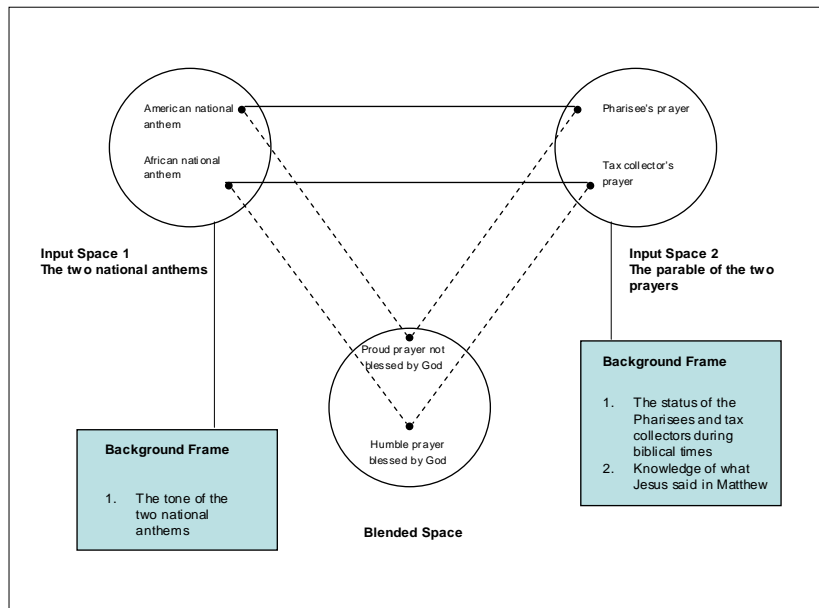 American national
anthem
African national
anthem
Pharisee's prayer
Tax collector's
prayer
Input Space 1
The two national anthems
Input Space 2
The parable of the two
prayers
Proud prayer not
blessed by God
Humble prayer
blessed by God
Blended Space
Background Frame
1. The tone of the
two national
anthems
Background Frame
1. The status of the
Pharisees and tax
collectors during
biblical times
2. Knowledge of what
Jesus said in Matthew